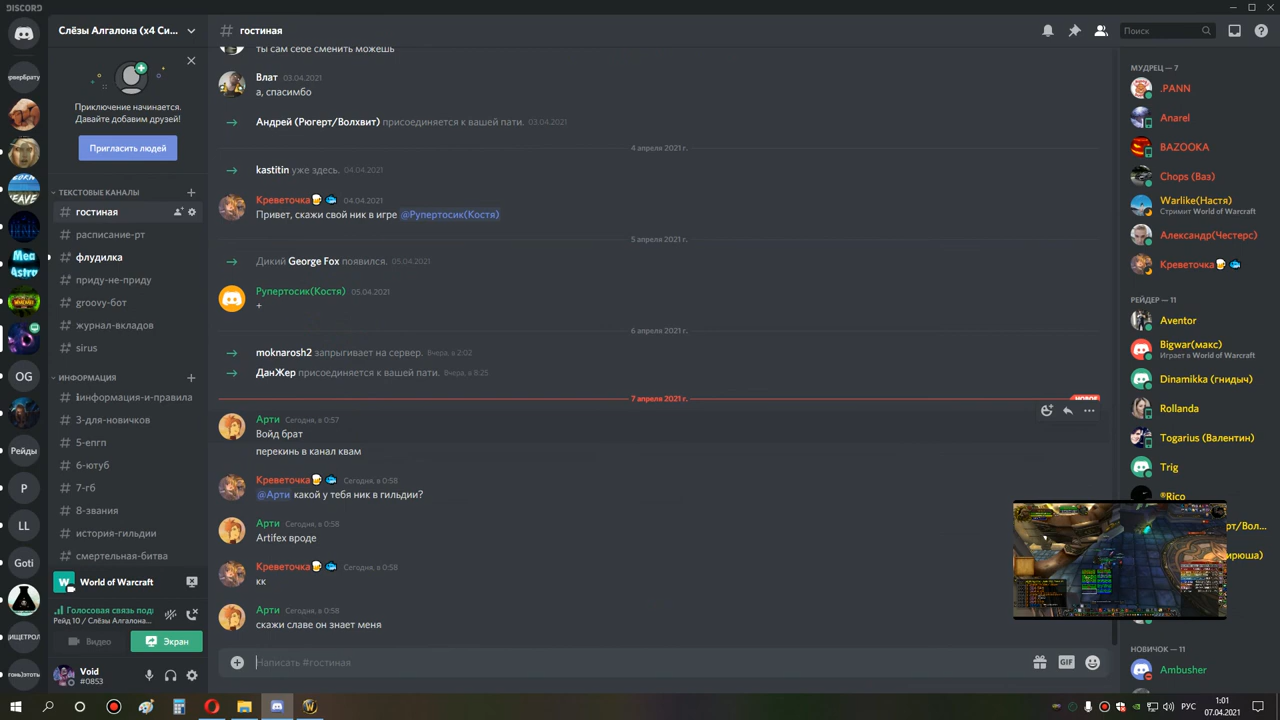 DISCORD
Слёзы Алгалона (x4 Си...
Приключение начинается.
Давайте добавим друзей!
Пригласить людей
ТЕКСТОВЫЕ КАНАЛЫ
гостиная
расписание-рт
флудилка
приду-не-приду
groovy-бот
журнал-вкладов
sirus
ИНФОРМАЦИЯ
информация-и-правила
3-для-новичков
5-епгп
6-ютуб
7-гб
8-звания
история-гильдии
смертельная-битва
World of Warcraft
Голосовая связь под
Рейд 10 / Слёзы Алгалона...
Видео
Экран
Void
#0853
OG
Рейды
P
LL
Goti
# гостиная
Поиск
ты сам себе сменить можешь
Влат 03.04.2021
а, спасимбо
Андрей (Рюгерт/Волхвит) присоединяется к вашей пати. 03.04.2021
4 апреля 2021 г.
kastitin уже здесь. 04.04.2021
Креветочка 04.04.2021
Привет, скажи свой ник в игре @Рупертосик(Костя)
5 апреля 2021 г.
Дикий George Fox появился. 05.04.2021
Рупертосик(Костя) 05.04.2021
+
6 апреля 2021 г.
moknarosh2 запрыгивает на сервер. Вчера, в 2:02
ДанЖер присоединяется к вашей пати. Вчера, в 8:25
7 апреля 2021 г.
НОВОЕ
Арти Сегодня, в 0:57
Войд брат
перекинь в канал квам
Креветочка Сегодня, в 0:58
@Арти какой у тебя ник в гильдии?
Арти Сегодня, в 0:58
Artifex вроде
Креветочка Сегодня, в 0:58
кк
Арти Сегодня, в 0:58
скажи славе он знает меня
Написать #гостиная
GIF
МУДРЕЦ — 7
.PANN
Anarel
BAZOOKA
Chops (Ваз)
Warlike(Настя)
Стримит World of Warcraft
Александр(Честерс)
Креветочка
РЕЙДЕР — 11
Aventor
Bigwar(макс)
Играет в World of Warcraft
Dinamikka (гнидыч)
Rollanda
Togarius (Валентин)
Trig
®Rico
НОВИЧОК — 11
Ambusher
РУС
1:01
07.04.2021